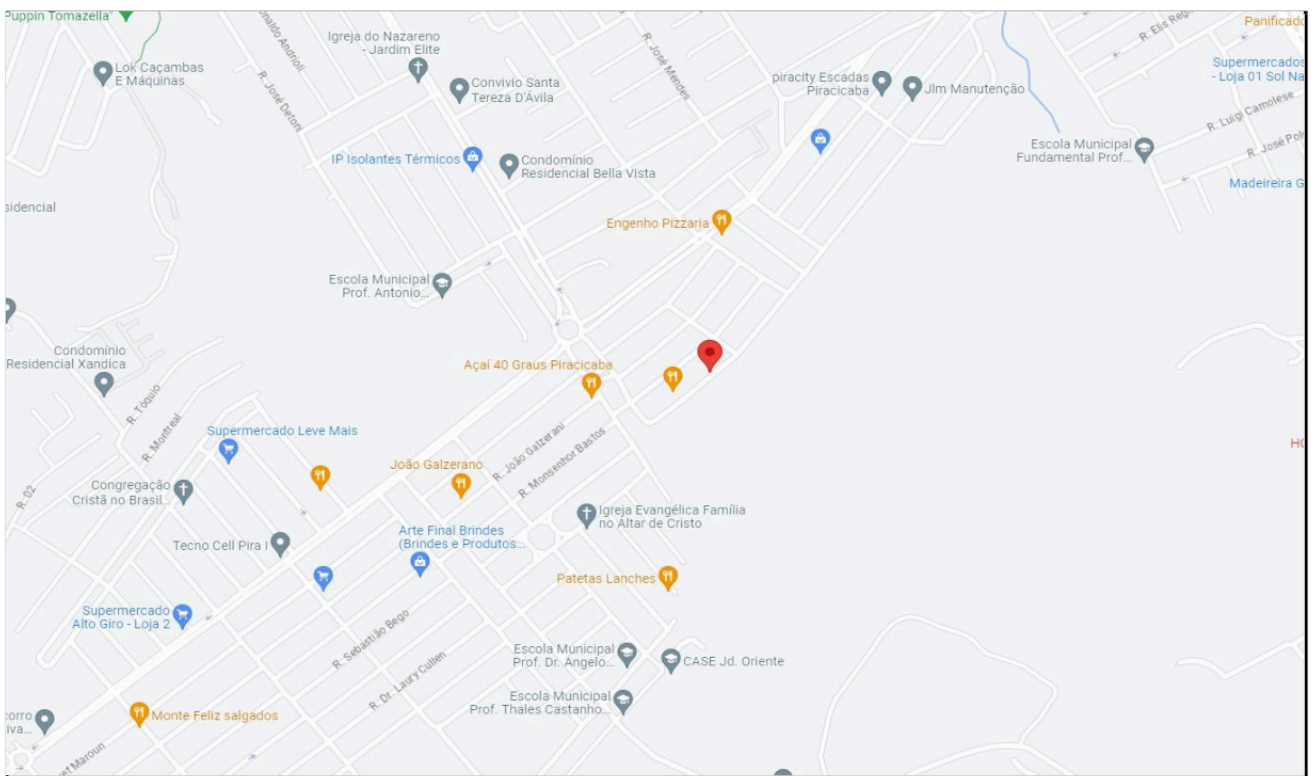 Puppin Tomazella"
Lok Caçambas
E Máquinas
R. José Detoni
Igreja do Nazareno
- Jardim Elite
Convivio Santa
Tereza D'Ávila
R. José Mendes
piracity Escadas
Piracicaba
Jlm Manutenção
R. Elis Reg
Panificad
Supermercados
- Loja 01 Sol Na
R. Luigi Camolese
Escola Municipal
Fundamental Prof...
R. José Pol
Madeireira G
IP Isolantes Térmicos
Condomínio
Residencial Bella Vista
sidencial
Engenho Pizzaria
Escola Municipal
Prof. Antonio...
Condomínio
Residencial Xandica
Açaí 40 Graus Piracicaba
R. Tóquio
R. Montreal
Supermercado Leve Mais
R. João Galzerani
R. Monsenhor Bastos
HO
João Galzerano
Congregação
Cristã no Brasil...
R. 02
Igreja Evangélica Família
no Altar de Cristo
Arte Final Brindes
(Brindes e Produtos...
Tecno Cell Pira I
Patetas Lanches
Supermercado
Alto Giro - Loja 2
R. Sebastião Bego
R. Dr. Laury Cullen
Escola Municipal
Prof. Dr. Angelo...
CASE Jd. Oriente
Escola Municipal
Prof. Thales Castanho...
Monte Feliz salgados
corro
iva...
ef Maroun